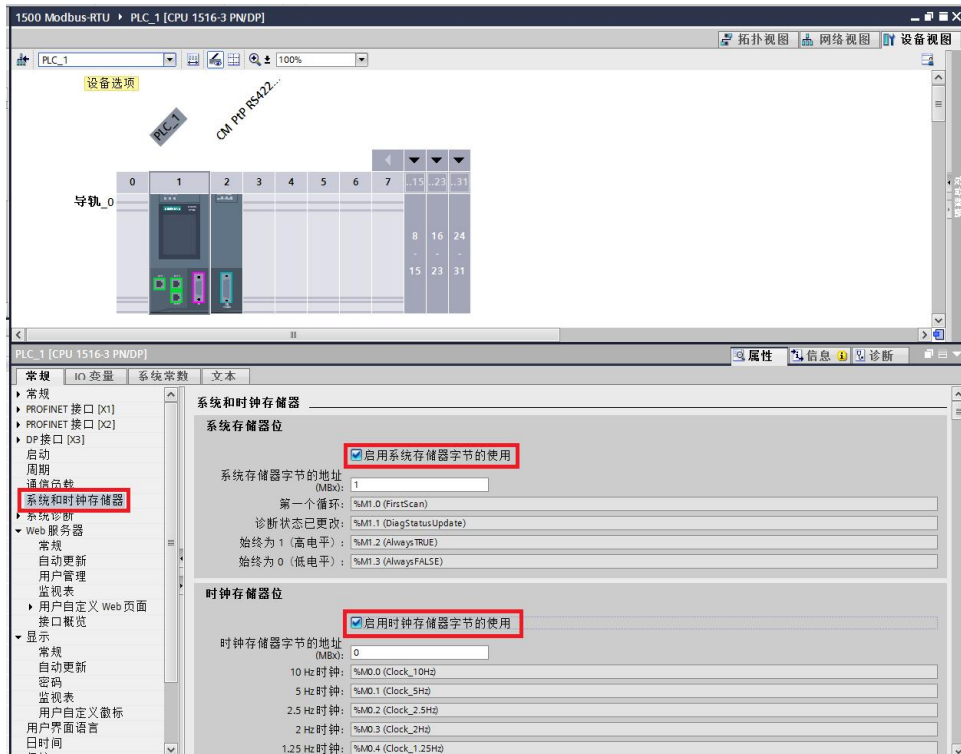 1500 Modbus-RTU ▸ PLC_1 [CPU 1516-3 PN/DP]
拓扑视图 网络视图 设备视图
PLC_1 100%
设备选项
PLC_1 CM PtP RS422...
0 1 2 3 4 5 6 7 ..15 ..23 ..31
导轨_0
8 16 24
- - -
15 23 31
PLC_1 [CPU 1516-3 PN/DP]
属性 信息 诊断
常规 IO 变量 系统常数 文本
常规
PROFINET 接口 [X1]
PROFINET 接口 [X2]
DP 接口 [X3]
启动
周期
通信负载
系统和时钟存储器
系统诊断
Web 服务器
常规
自动更新
用户管理
监视表
用户自定义 Web 页面
接口概览
显示
常规
自动更新
密码
监视表
用户自定义徽标
用户界面语言
日时间
系统和时钟存储器
系统存储器位
启用系统存储器字节的使用
系统存储器字节的地址
(MBx): 1
第一个循环: %M1.0 (FirstScan)
诊断状态已更改: %M1.1 (DiagStatusUpdate)
始终为 1（高电平）: %M1.2 (AlwaysTRUE)
始终为 0（低电平）: %M1.3 (AlwaysFALSE)
时钟存储器位
启用时钟存储器字节的使用
时钟存储器字节的地址
(MBx): 0
10 Hz 时钟: %M0.0 (Clock_10Hz)
5 Hz 时钟: %M0.1 (Clock_5Hz)
2.5 Hz 时钟: %M0.2 (Clock_2.5Hz)
2 Hz 时钟: %M0.3 (Clock_2Hz)
1.25 Hz 时钟: %M0.4 (Clock_1.25Hz)